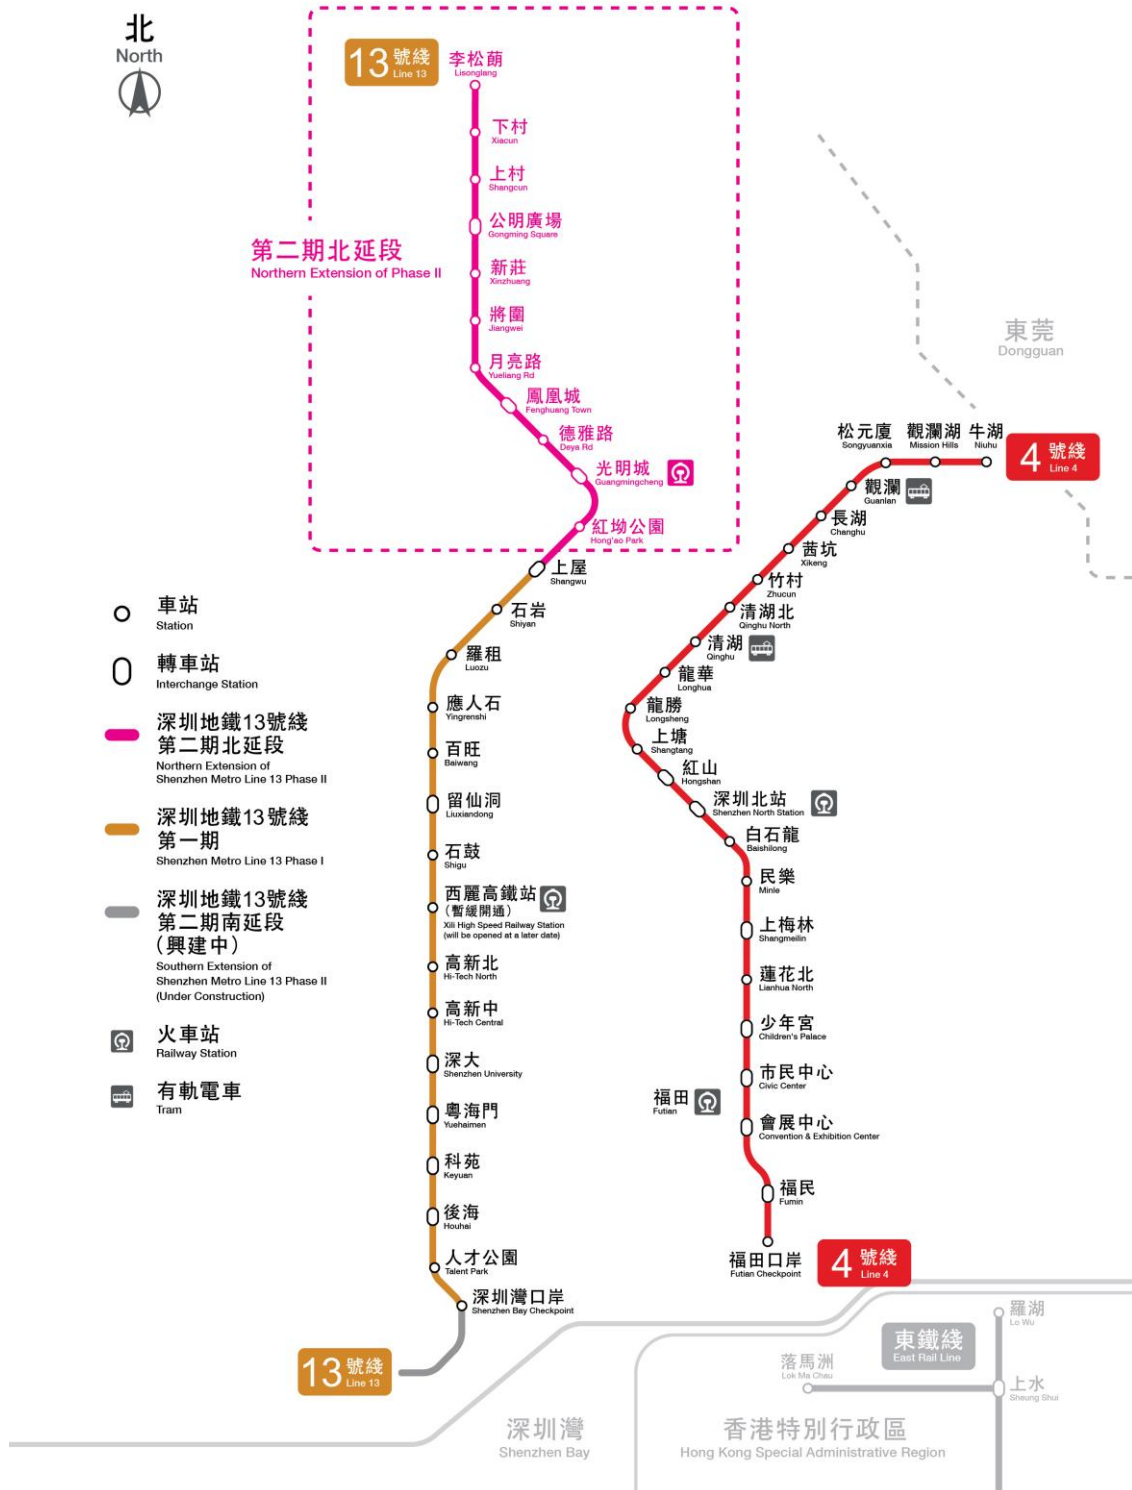 北
North
13 號綫
Line 13
李松蓢
Lisonglang
下村
Xiacun
上村
Shangcun
公明廣場
Gongming Square
新莊
Xinzhuang
將圍
Jiangwei
月亮路
Yueliang Rd
鳳凰城
Fenghuang Town
德雅路
Deya Rd
光明城
Guangmingcheng
紅坳公園
Hong'ao Park
第二期北延段
Northern Extension of Phase II
上屋
Shangwu
石岩
Shiyan
羅租
Luozu
應人石
Yingrenshi
百旺
Baiwang
留仙洞
Liuxiandong
石鼓
Shigu
西麗高鐵站
（暫緩開通）
Xili High Speed Railway Station
(will be opened at a later date)
高新北
Hi-Tech North
高新中
Hi-Tech Central
深大
Shenzhen University
粵海門
Yuehaimen
科苑
Keyuan
後海
Houhai
人才公園
Talent Park
深圳灣口岸
Shenzhen Bay Checkpoint
13 號綫
Line 13
東莞
Dongguan
松元廈
Songyuanxia
觀瀾湖
Mission Hills
牛湖
Niuhu
4 號綫
Line 4
觀瀾
Guanlan
長湖
Changhu
茜坑
Xikeng
竹村
Zhucun
清湖北
Qinghu North
清湖
Qinghu
龍華
Longhua
龍勝
Longsheng
上塘
Shangtang
紅山
Hongshan
深圳北站
Shenzhen North Station
白石龍
Baishilong
民樂
Minle
上梅林
Shangmeilin
蓮花北
Lianhua North
少年宮
Children's Palace
市民中心
Civic Center
福田
Futian
會展中心
Convention & Exhibition Center
福民
Fumin
福田口岸
Futian Checkpoint
4 號綫
Line 4
車站
Station
轉車站
Interchange Station
深圳地鐵13號綫
第二期北延段
Northern Extension of
Shenzhen Metro Line 13 Phase II
深圳地鐵13號綫
第一期
Shenzhen Metro Line 13 Phase I
深圳地鐵13號綫
第二期南延段
（興建中）
Southern Extension of
Shenzhen Metro Line 13 Phase II
(Under Construction)
火車站
Railway Station
有軌電車
Tram
羅湖
Lo Wu
東鐵綫
East Rail Line
落馬洲
Lok Ma Chau
上水
Sheung Shui
深圳灣
Shenzhen Bay
香港特別行政區
Hong Kong Special Administrative Region